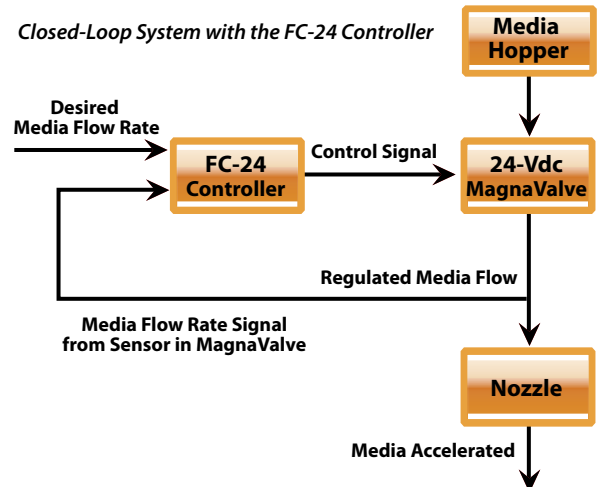 Closed-Loop System with the FC-24 Controller
Media
Hopper
Desired
Media Flow Rate
FC-24
Controller
Control Signal
24-Vdc
MagnaValve
Regulated Media Flow
Media Flow Rate Signal
from Sensor in MagnaValve
Nozzle
Media Accelerated